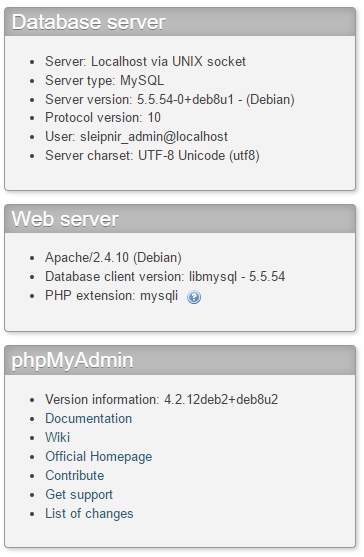 Database server
Server: Localhost via UNIX socket
Server type: MySQL
Server version: 5.5.54-0+deb8u1 - (Debian)
Protocol version: 10
User: sleipnir_admin@localhost
Server charset: UTF-8 Unicode (utf8)
Web server
Apache/2.4.10 (Debian)
Database client version: libmysql - 5.5.54
PHP extension: mysqli
phpMyAdmin
Version information: 4.2.12deb2+deb8u2
Documentation
Wiki
Official Homepage
Contribute
Get support
List of changes